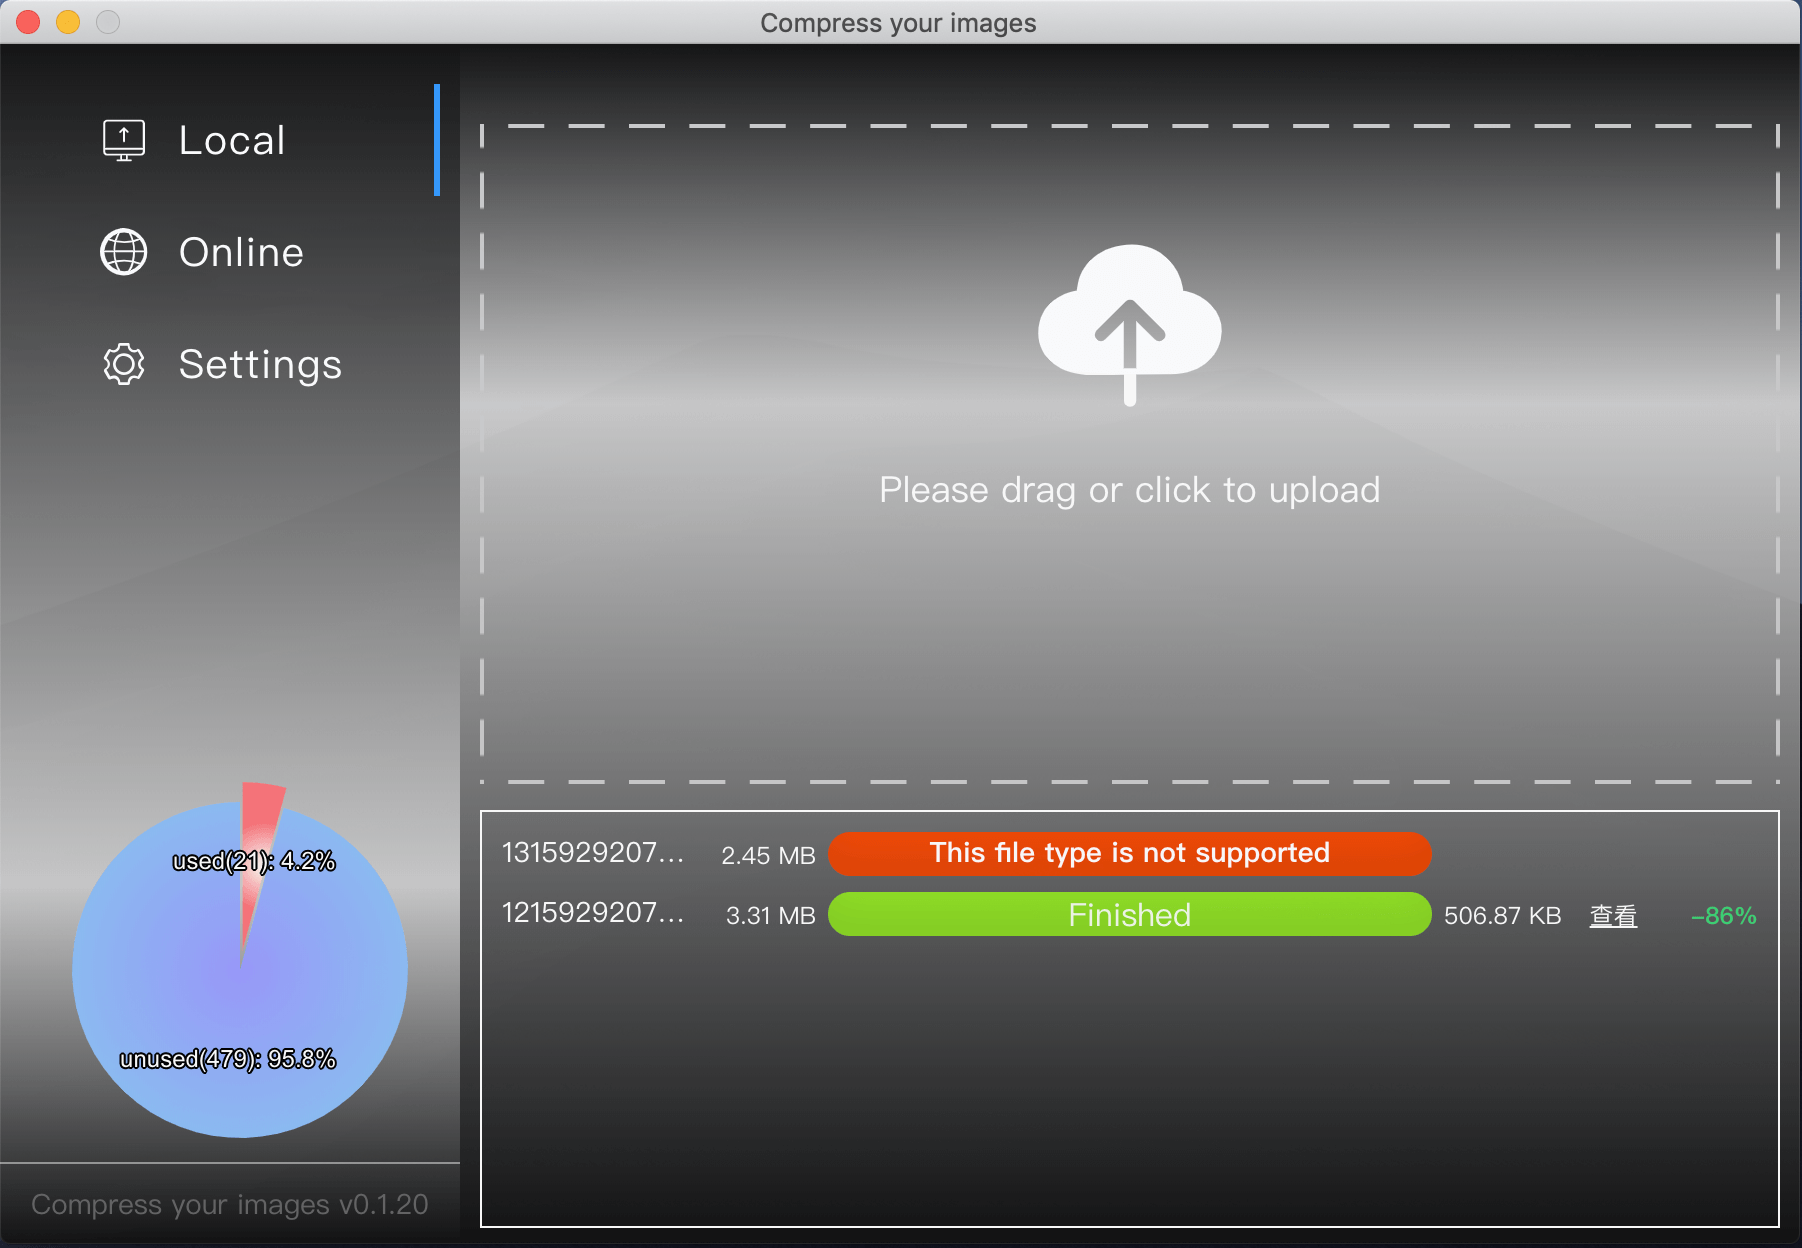 Compress your images
Local
Online
Settings
used(21): 4.2%
unused(479): 95.8%
Compress your images v0.1.20
Please drag or click to upload
1315929207... 2.45 MB This file type is not supported
1215929207... 3.31 MB Finished 506.87 KB 查看 -86%